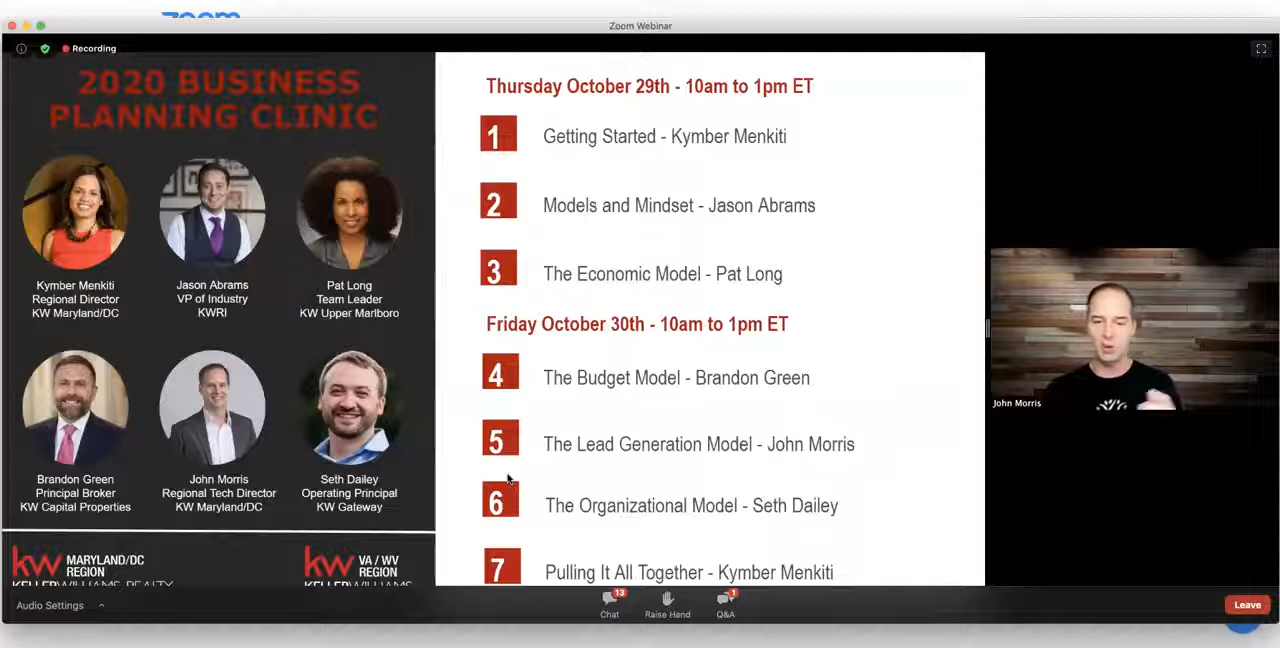 zoom
Zoom Webinar
Recording
2020 BUSINESS
PLANNING CLINIC
Kymber Menkiti
Regional Director
KW Maryland/DC
Jason Abrams
VP of Industry
KWRI
Pat Long
Team Leader
KW Upper Marlboro
Brandon Green
Principal Broker
KW Capital Properties
John Morris
Regional Tech Director
KW Maryland/DC
Seth Dailey
Operating Principal
KW Gateway
kw MARYLAND/DC
REGION
KELLERWILLIAMS. REALTY
kw VA / WV
REGION
KELLERWILLIAMS.
Thursday October 29th - 10am to 1pm ET
1 Getting Started - Kymber Menkiti
2 Models and Mindset - Jason Abrams
3 The Economic Model - Pat Long
Friday October 30th - 10am to 1pm ET
4 The Budget Model - Brandon Green
5 The Lead Generation Model - John Morris
6 The Organizational Model - Seth Dailey
7 Pulling It All Together - Kymber Menkiti
John Morris
Audio Settings
13
Chat
Raise Hand
1
Q&A
Leave